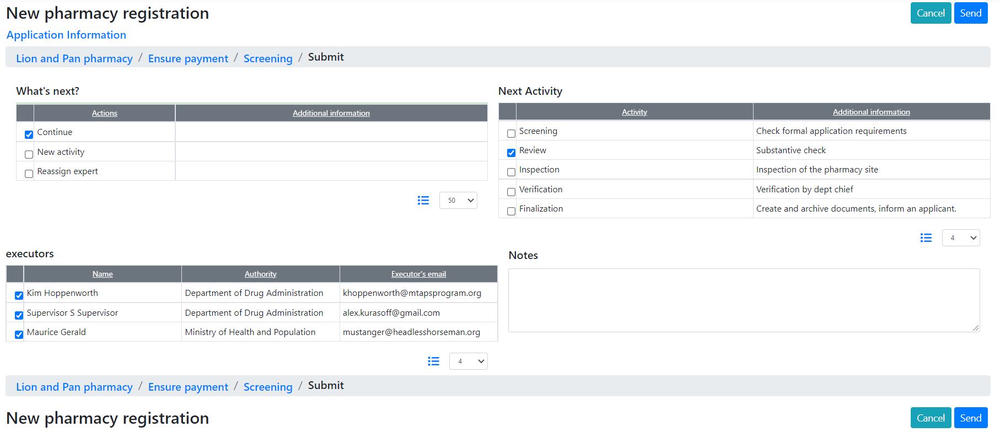 New pharmacy registration
Cancel Send
Application Information
Lion and Pan pharmacy / Ensure payment / Screening / Submit
What's next?
Actions Additional information
Continue
New activity
Reassign expert
50
Next Activity
Activity Additional information
Screening Check formal application requirements
Review Substantive check
Inspection Inspection of the pharmacy site
Verification Verification by dept chief
Finalization Create and archive documents, inform an applicant.
4
executors
Name Authority Executor's email
Kim Hoppenworth Department of Drug Administration khoppenworth@mtapsprogram.org
Supervisor S Supervisor Department of Drug Administration alex.kurasoff@gmail.com
Maurice Gerald Ministry of Health and Population mustanger@headlesshorseman.org
4
Notes
Lion and Pan pharmacy / Ensure payment / Screening / Submit
New pharmacy registration
Cancel Send